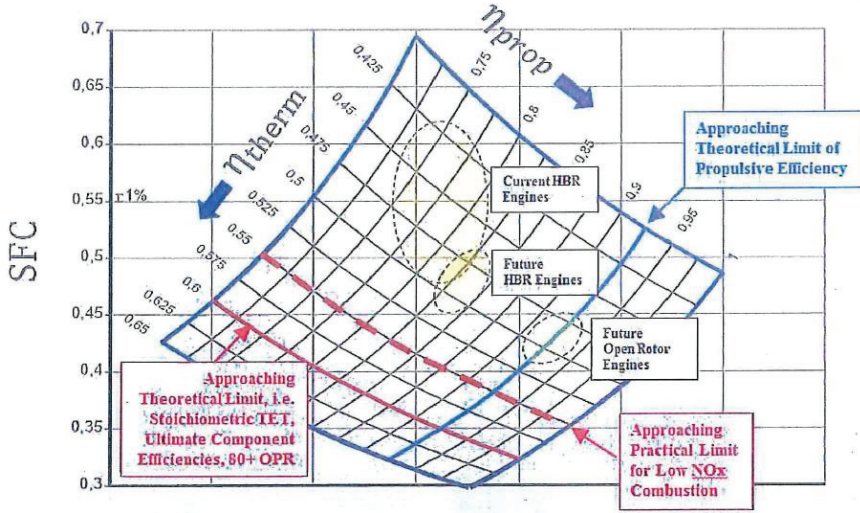 0,7
0,65
0,6
0,55
0,5
0,45
0,4
0,35
0,3
SFC
±1%
ηtherm
0,425
0,45
0,475
0,5
0,525
0,55
0,575
0,6
0,625
0,65
ηprop
0,75
0,8
0,85
0,9
0,95
1
Approaching
Theoretical Limit of
Propulsive Efficiency
Current HBR
Engines
Future
HBR Engines
Future
Open Rotor
Engines
Approaching
Theoretical Limit, i.e.
Stoichiometric TET,
Ultimate Component
Efficiencies, 80+ OPR
Approaching
Practical Limit
for Low NOx
Combustion